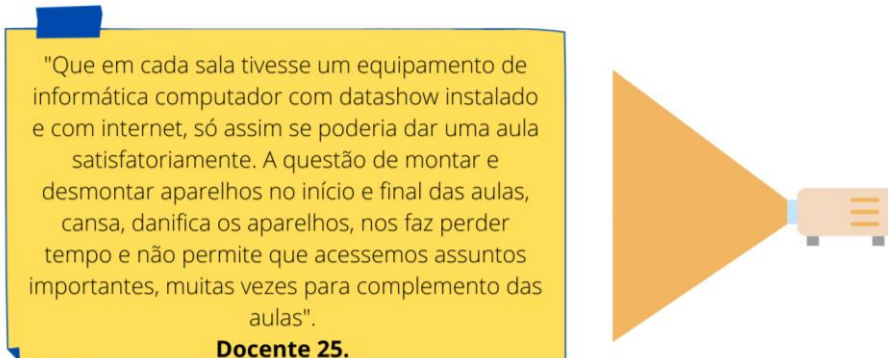 "Que em cada sala tivesse um equipamento de
informática computador com datashow instalado
e com internet, só assim se poderia dar uma aula
satisfatoriamente. A questão de montar e
desmontar aparelhos no início e final das aulas,
cansa, danifica os aparelhos, nos faz perder
tempo e não permite que acessemos assuntos
importantes, muitas vezes para complemento das
aulas".
Docente 25.